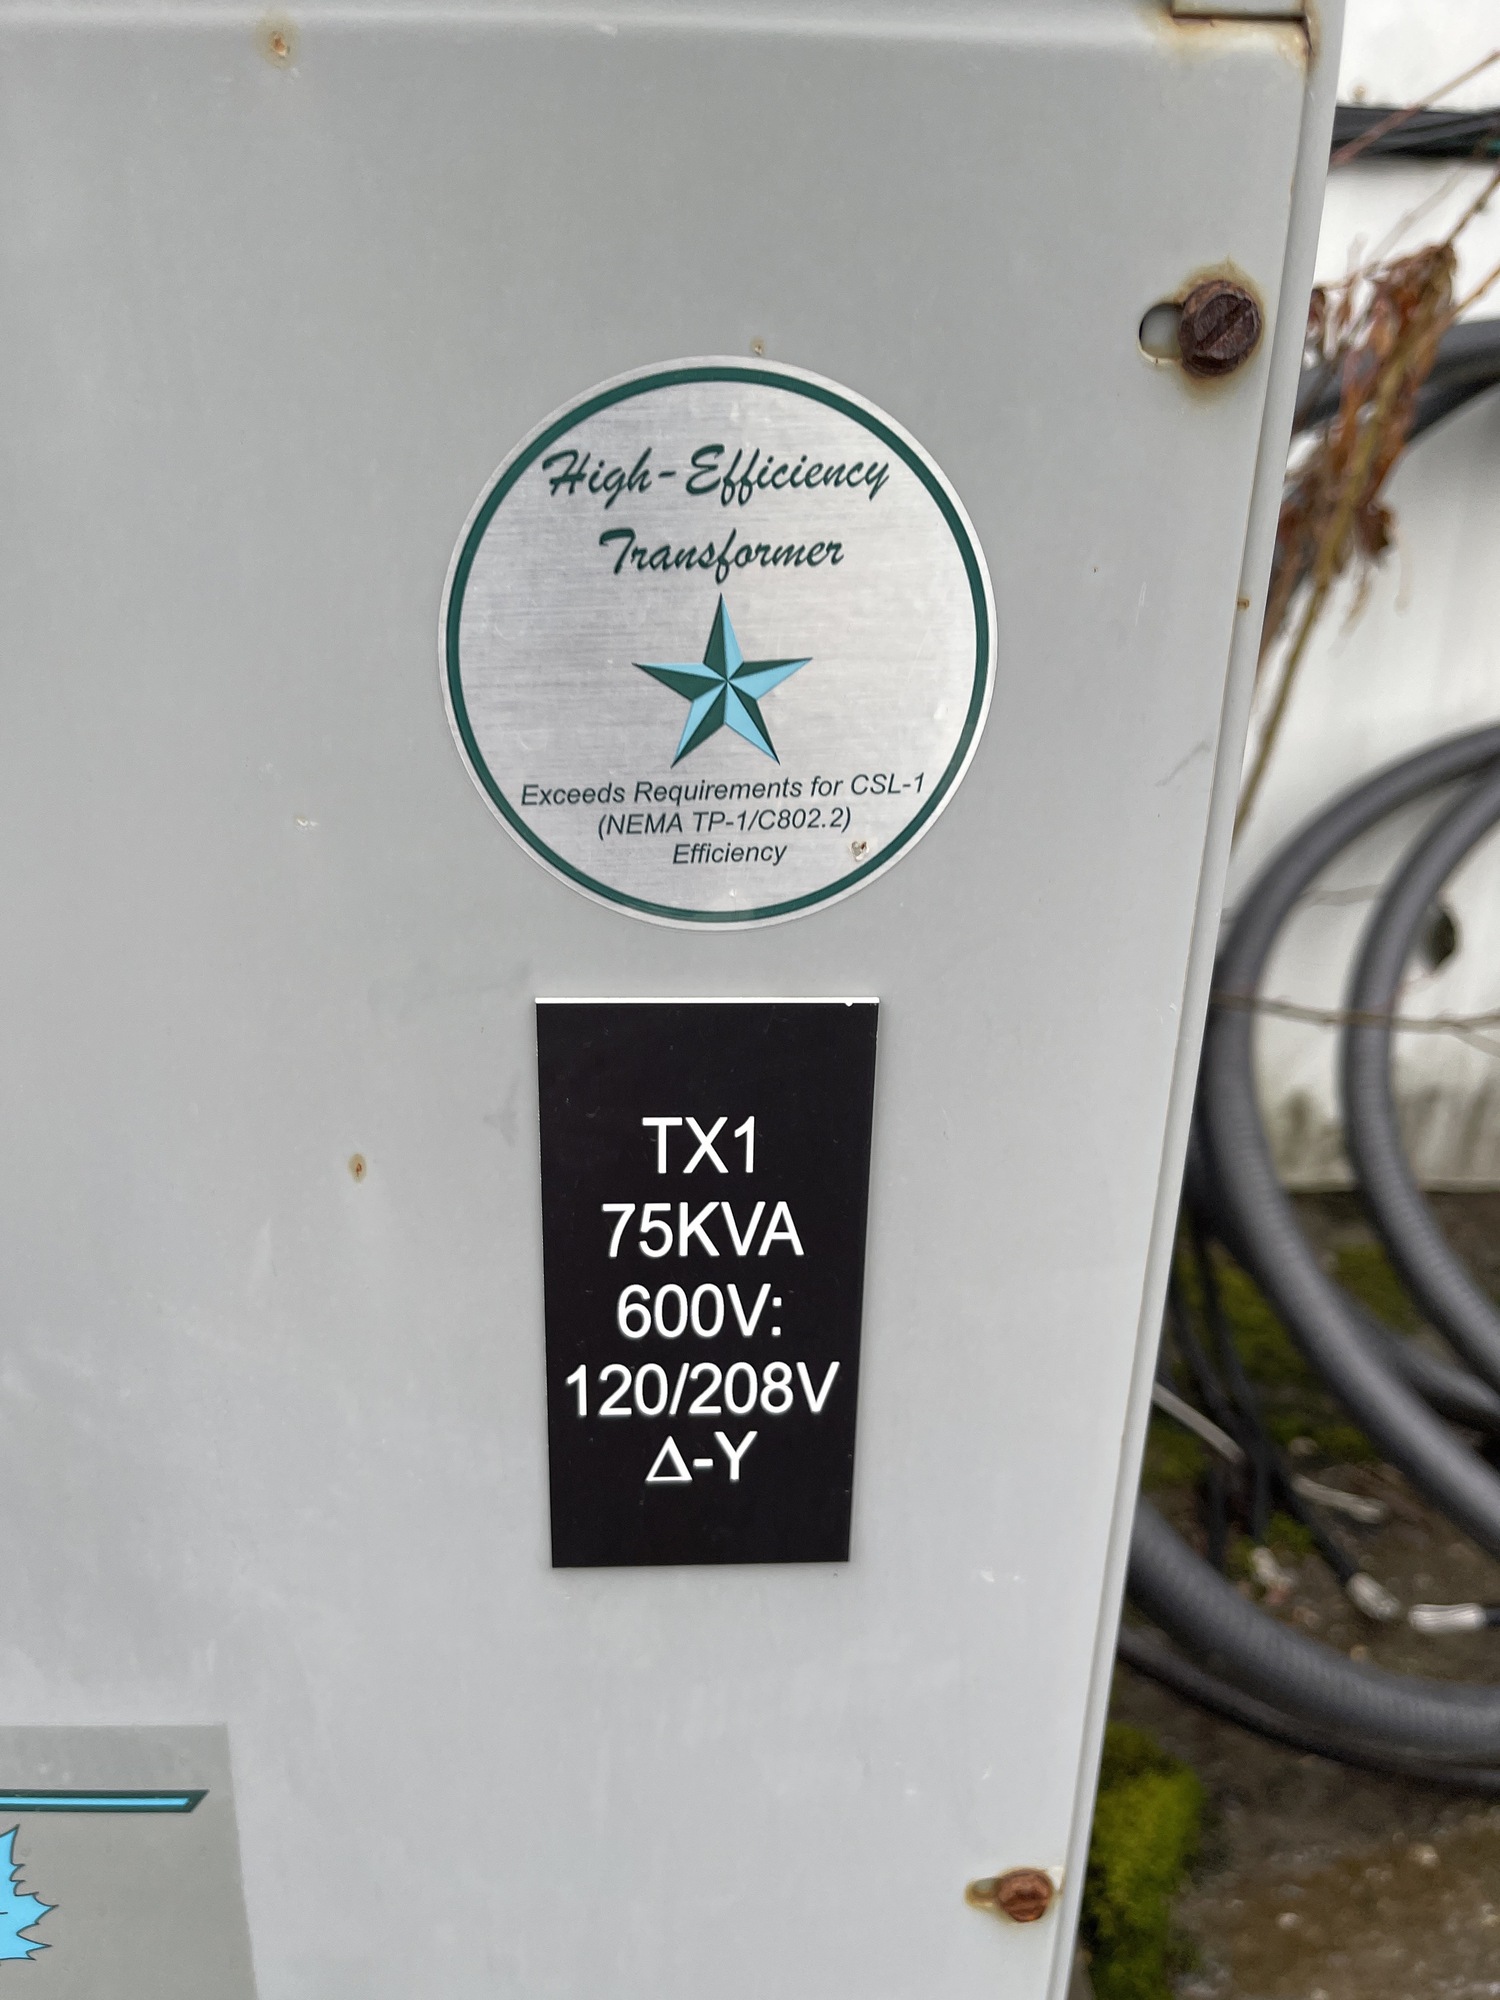 High-Efficiency
Transformer
Exceeds Requirements for CSL-1
(NEMA TP-1/C802.2)
Efficiency
TX1
75KVA
600V:
120/208V
Δ-Y